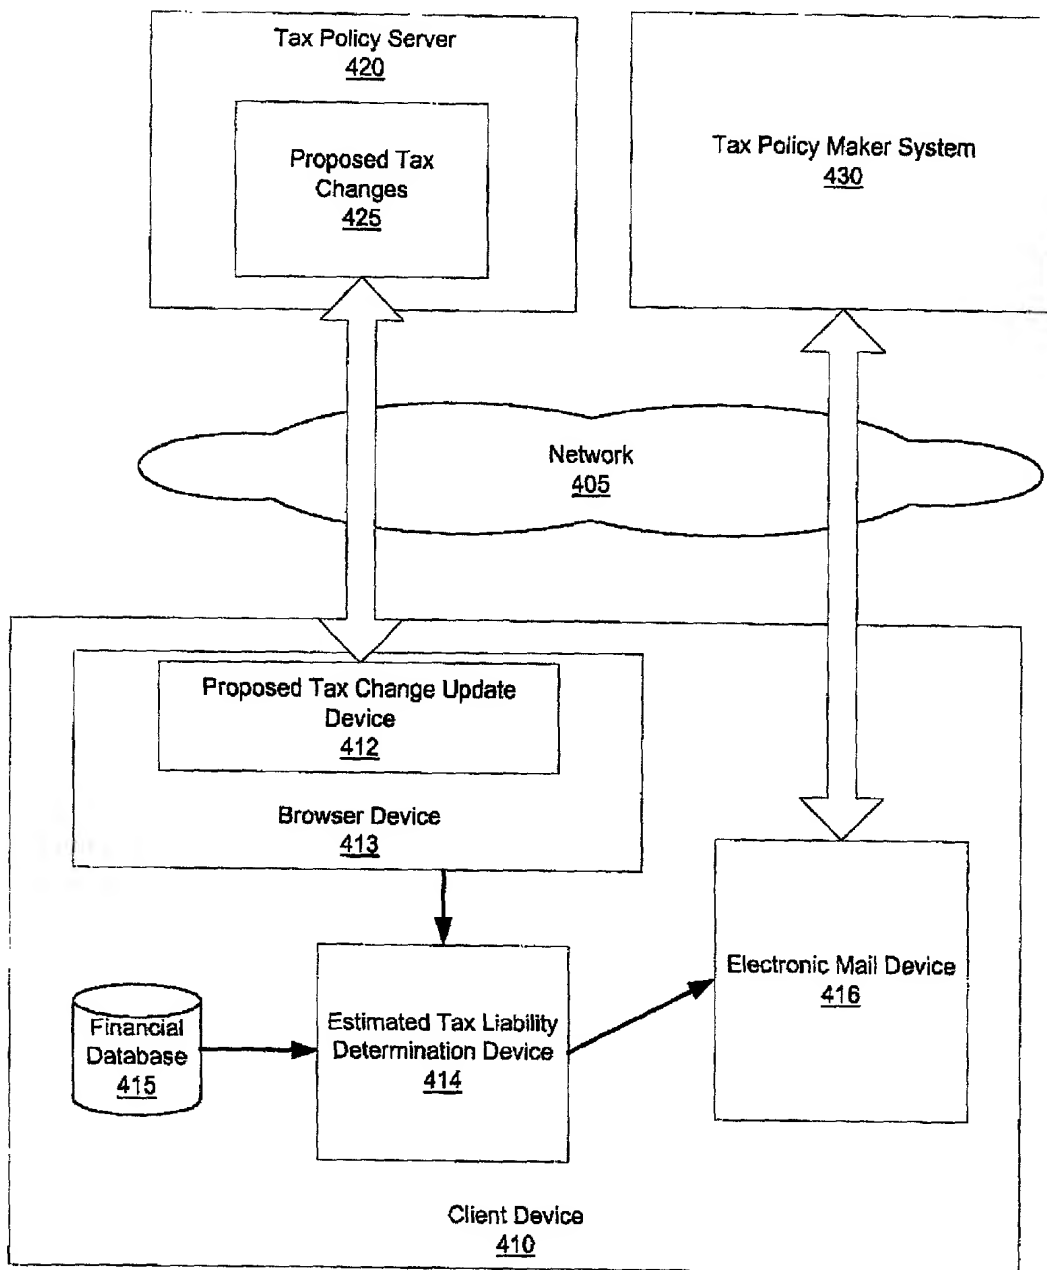 Tax Policy Server
420
Proposed Tax
Changes
425
Tax Policy Maker System
430
Network
405
Proposed Tax Change Update
Device
412
Browser Device
413
Financial
Database
415
Estimated Tax Liability
Determination Device
414
Electronic Mail Device
416
Client Device
410